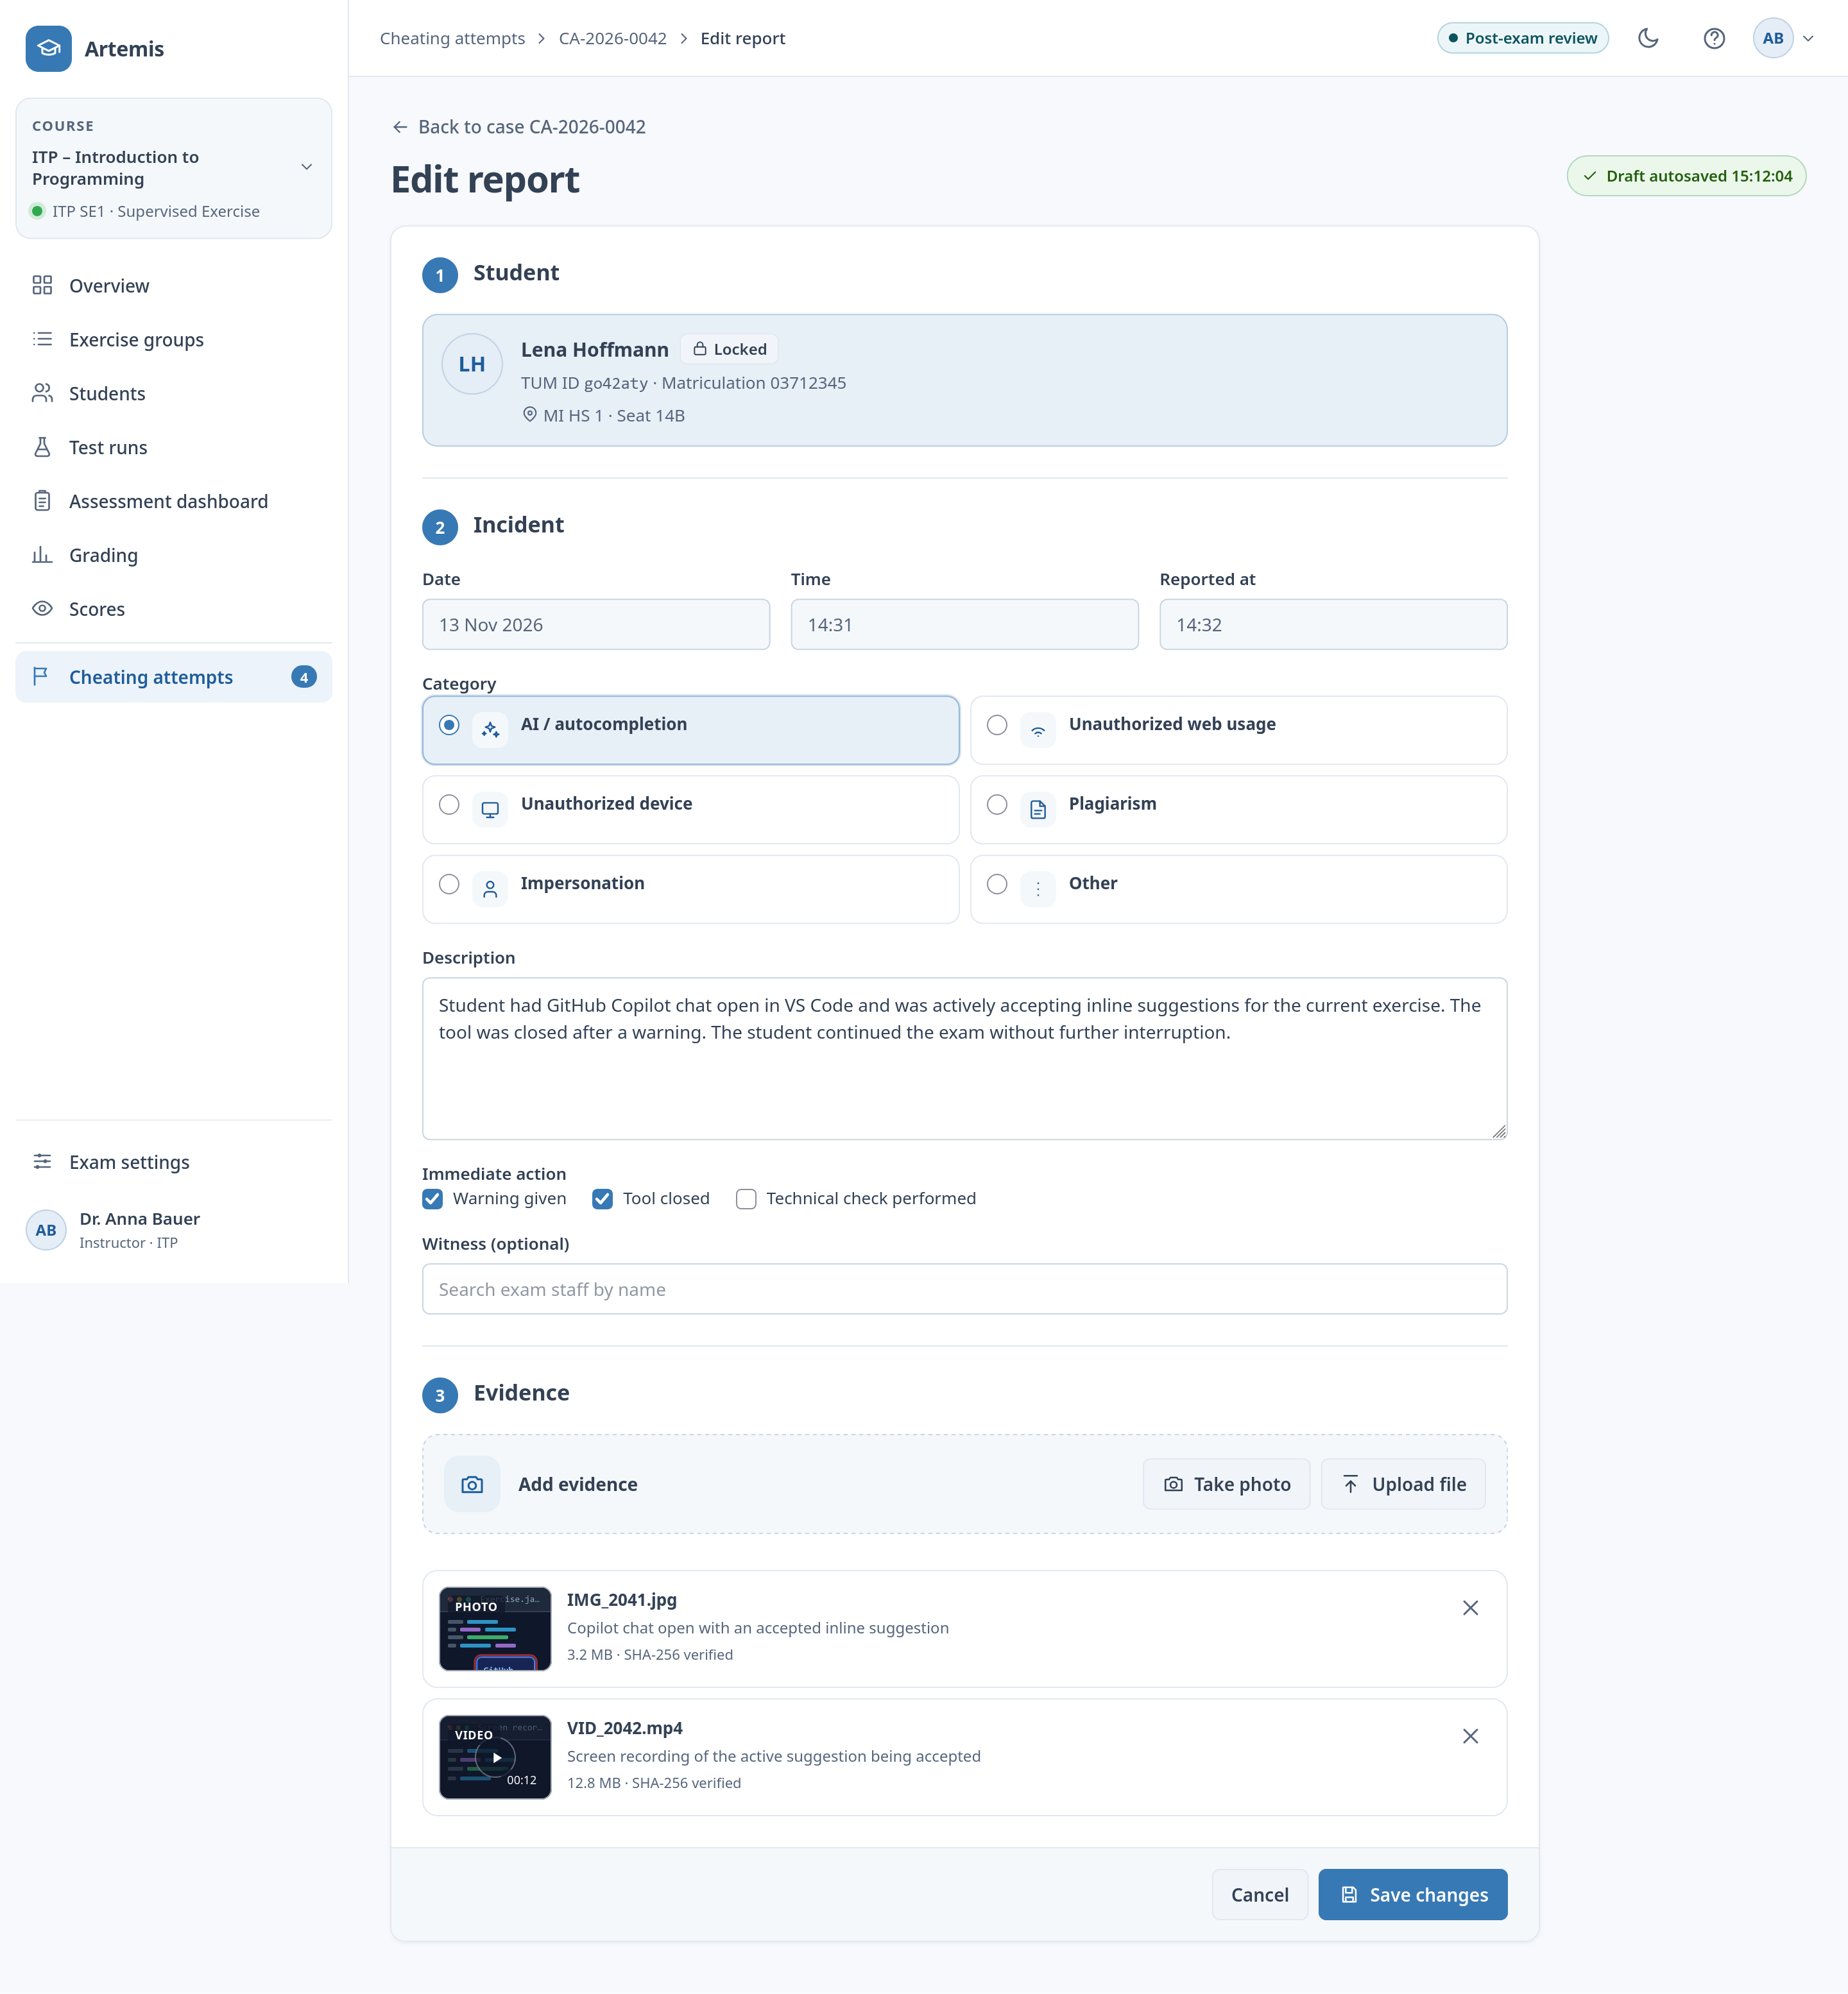 Artemis
COURSE
ITP – Introduction to
Programming
ITP SE1 · Supervised Exercise
Overview
Exercise groups
Students
Test runs
Assessment dashboard
Grading
Scores
Cheating attempts 4
Exam settings
AB
Dr. Anna Bauer
Instructor · ITP
Cheating attempts > CA-2026-0042 > Edit report
Post-exam review
AB
Back to case CA-2026-0042
Edit report
Draft autosaved 15:12:04
1 Student
LH
Lena Hoffmann
Locked
TUM ID go42aty · Matriculation 03712345
MI HS 1 · Seat 14B
2 Incident
Date Time Reported at
13 Nov 2026 14:31 14:32
Category
AI / autocompletion
Unauthorized web usage
Unauthorized device
Plagiarism
Impersonation
Other
Description
Student had GitHub Copilot chat open in VS Code and was actively accepting inline suggestions for the current exercise. The
tool was closed after a warning. The student continued the exam without further interruption.
Immediate action
Warning given Tool closed Technical check performed
Witness (optional)
Search exam staff by name
3 Evidence
Add evidence
Take photo
Upload file
PHOTO
IMG_2041.jpg
Copilot chat open with an accepted inline suggestion
3.2 MB · SHA-256 verified
VIDEO
00:12
VID_2042.mp4
Screen recording of the active suggestion being accepted
12.8 MB · SHA-256 verified
Cancel
Save changes